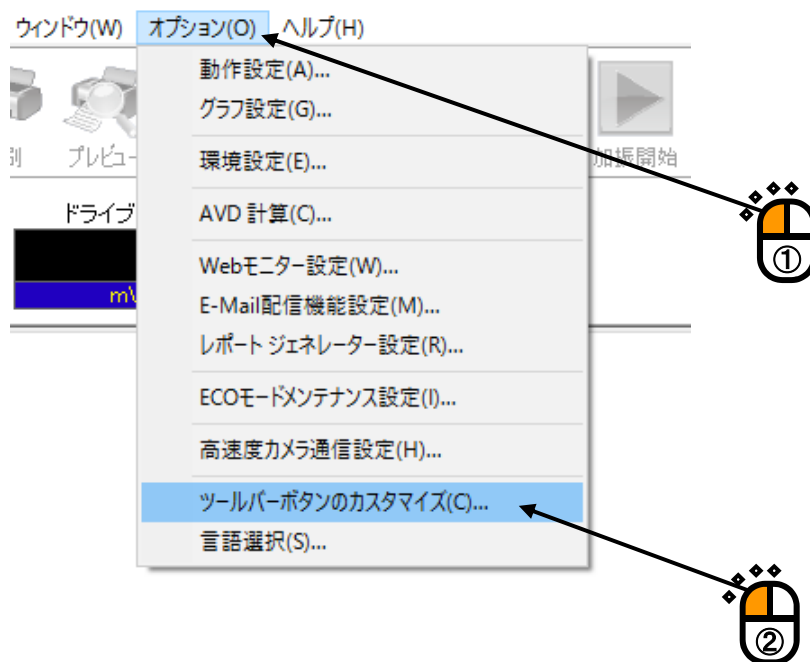 ウィンドウ(W) オプション(O) ヘルプ(H)
動作設定(A)...
グラフ設定(G)...
環境設定(E)...
AVD 計算(C)...
Webモニター設定(W)...
E-Mail配信機能設定(M)...
レポート ジェネレーター設定(R)...
ECOモードメンテナンス設定(I)...
高速度カメラ通信設定(H)...
ツールバーボタンのカスタマイズ(C)...
言語選択(S)...
プレビュー
加振開始
ドライブ
①
②